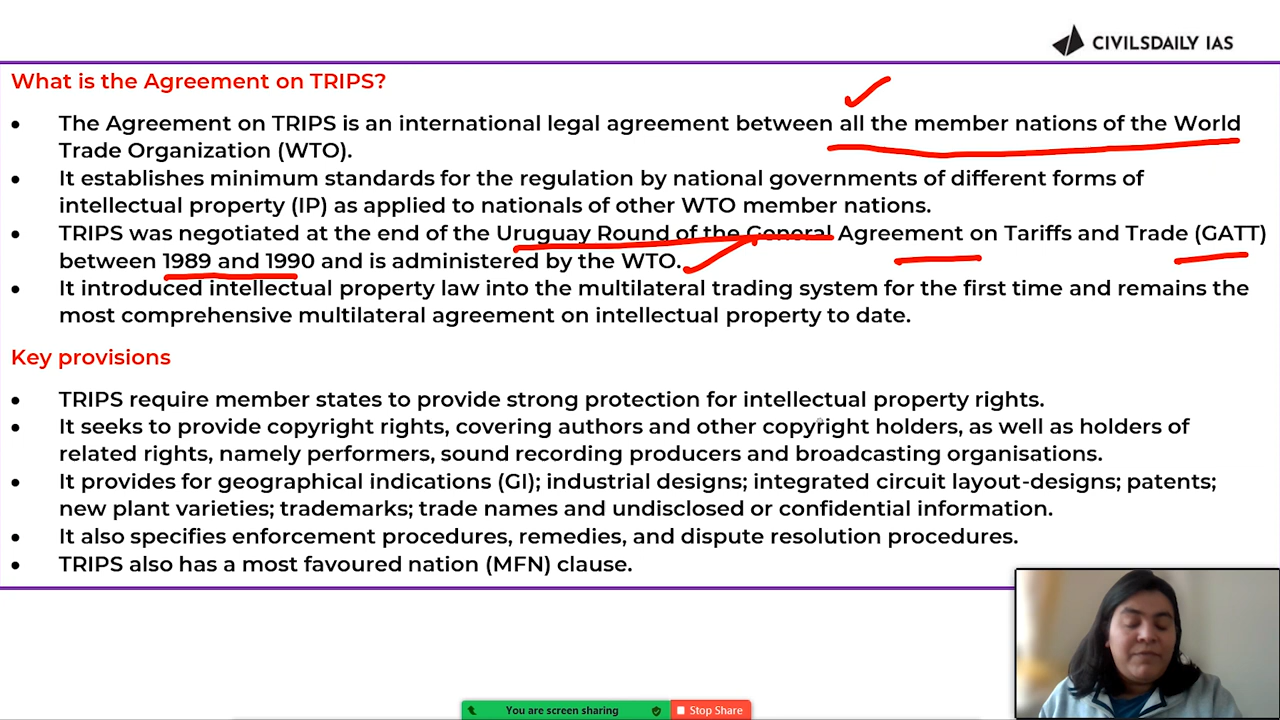 CIVILSDAILY IAS
What is the Agreement on TRIPS?
• The Agreement on TRIPS is an international legal agreement between all the member nations of the World
Trade Organization (WTO).
• It establishes minimum standards for the regulation by national governments of different forms of
intellectual property (IP) as applied to nationals of other WTO member nations.
• TRIPS was negotiated at the end of the Uruguay Round of the General Agreement on Tariffs and Trade (GATT)
between 1989 and 1990 and is administered by the WTO.
• It introduced intellectual property law into the multilateral trading system for the first time and remains the
most comprehensive multilateral agreement on intellectual property to date.
Key provisions
• TRIPS require member states to provide strong protection for intellectual property rights.
• It seeks to provide copyright rights, covering authors and other copyright holders, as well as holders of
related rights, namely performers, sound recording producers and broadcasting organisations.
• It provides for geographical indications (GI); industrial designs; integrated circuit layout-designs; patents;
new plant varieties; trademarks; trade names and undisclosed or confidential information.
• It also specifies enforcement procedures, remedies, and dispute resolution procedures.
• TRIPS also has a most favoured nation (MFN) clause.
You are screen sharing
Stop Share